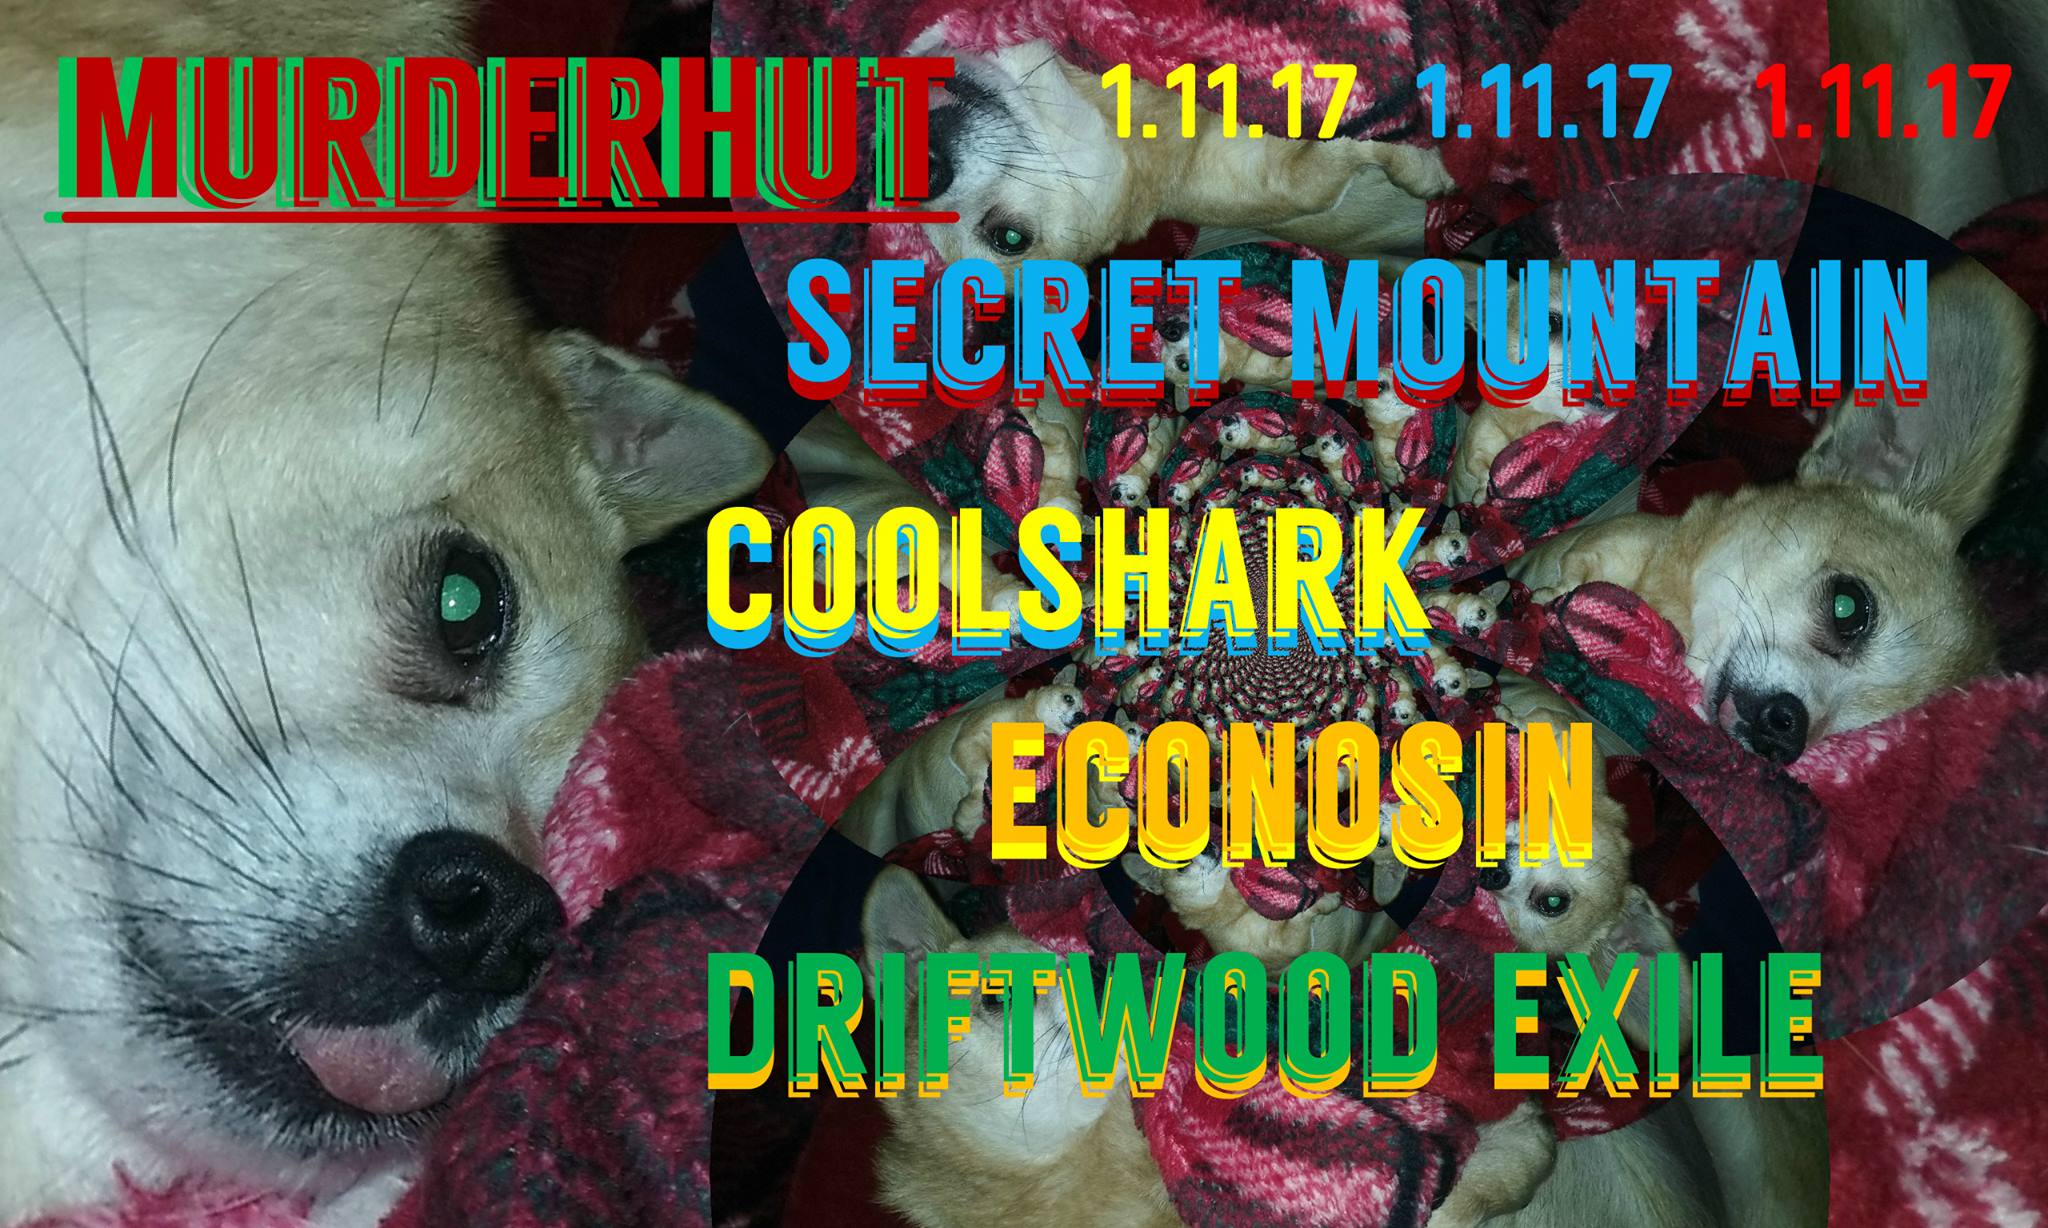 MURDERHUT 1.11.17 1.11.17 1.11.17
SECRET MOUNTAIN
COOLSHARK
ECONOSIN
DRIFTWOOD EXILE